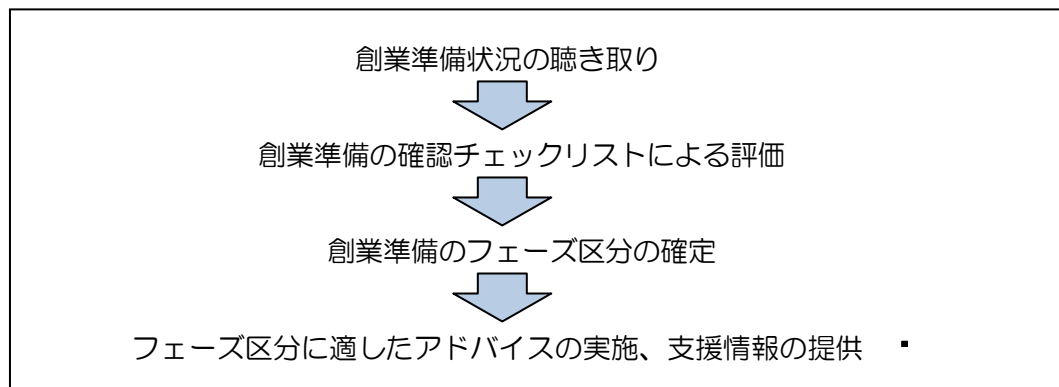 創業準備状況の聴き取り
創業準備の確認チェックリストによる評価
創業準備のフェーズ区分の確定
フェーズ区分に適したアドバイスの実施、支援情報の提供